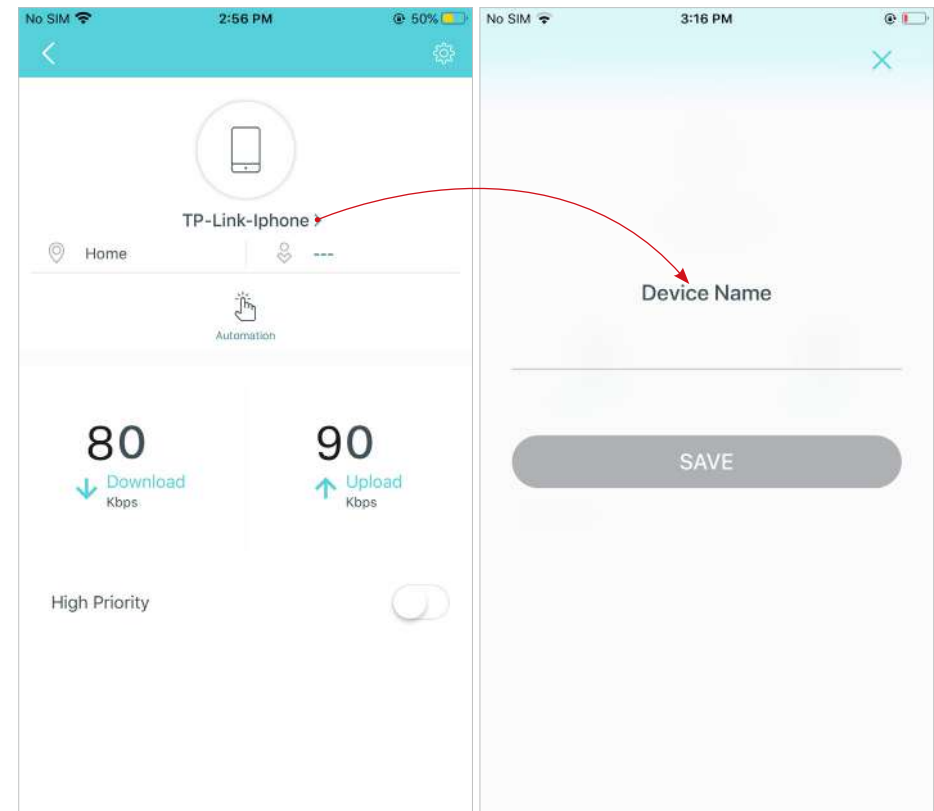 No SIM 2:56 PM 50%
TP-Link-Iphone
Home ---
Automation
80 90
Download Upload
Kbps Kbps
High Priority
No SIM 3:16 PM
Device Name
SAVE